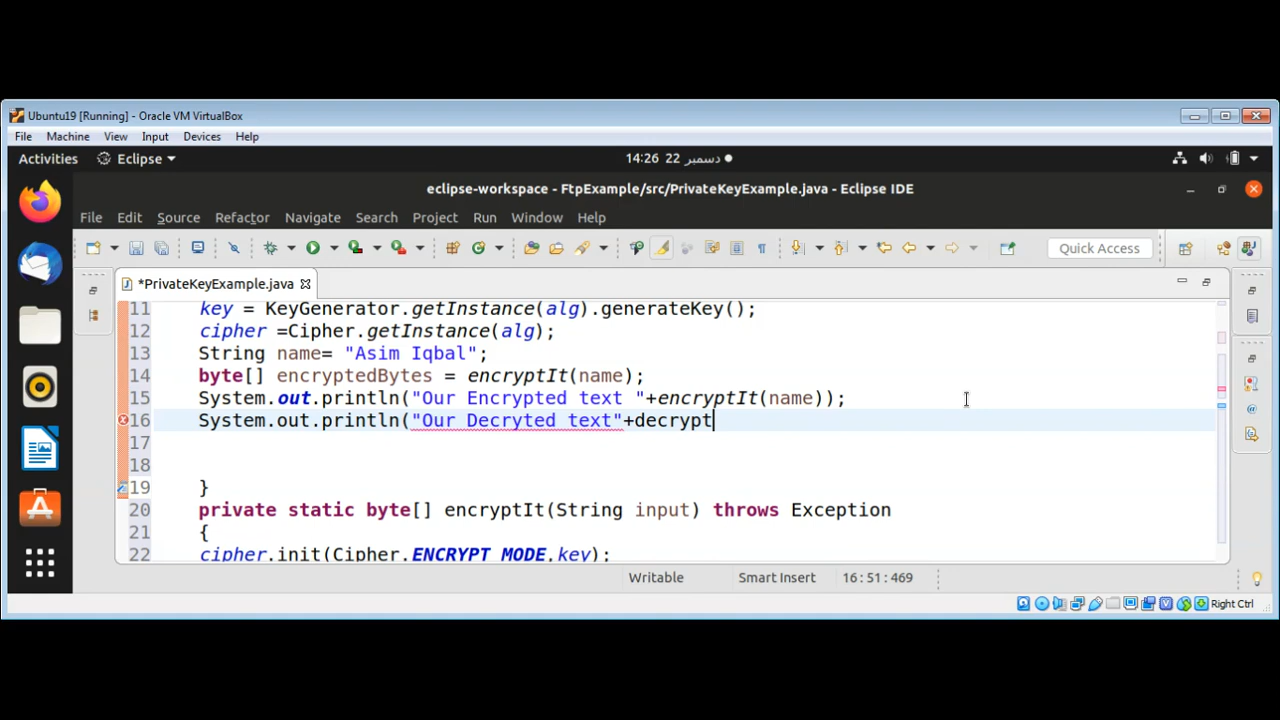 Ubuntu19 [Running] - Oracle VM VirtualBox
File Machine View Input Devices Help
Activities Eclipse 14:26 22 دسمبر
eclipse-workspace - FtpExample/src/PrivateKeyExample.java - Eclipse IDE
File Edit Source Refactor Navigate Search Project Run Window Help
Quick Access
*PrivateKeyExample.java
11 key = KeyGenerator.getInstance(alg).generateKey();
12 cipher =Cipher.getInstance(alg);
13 String name= "Asim Iqbal";
14 byte[] encryptedBytes = encryptIt(name);
15 System.out.println("Our Encrypted text "+encryptIt(name));
16 System.out.println("Our Decryted text"+decrypt
17
18
19 }
20 private static byte[] encryptIt(String input) throws Exception
21 {
22 cipher.init(Cipher.ENCRYPT_MODE,key);
Writable Smart Insert 16:51:469
Right Ctrl